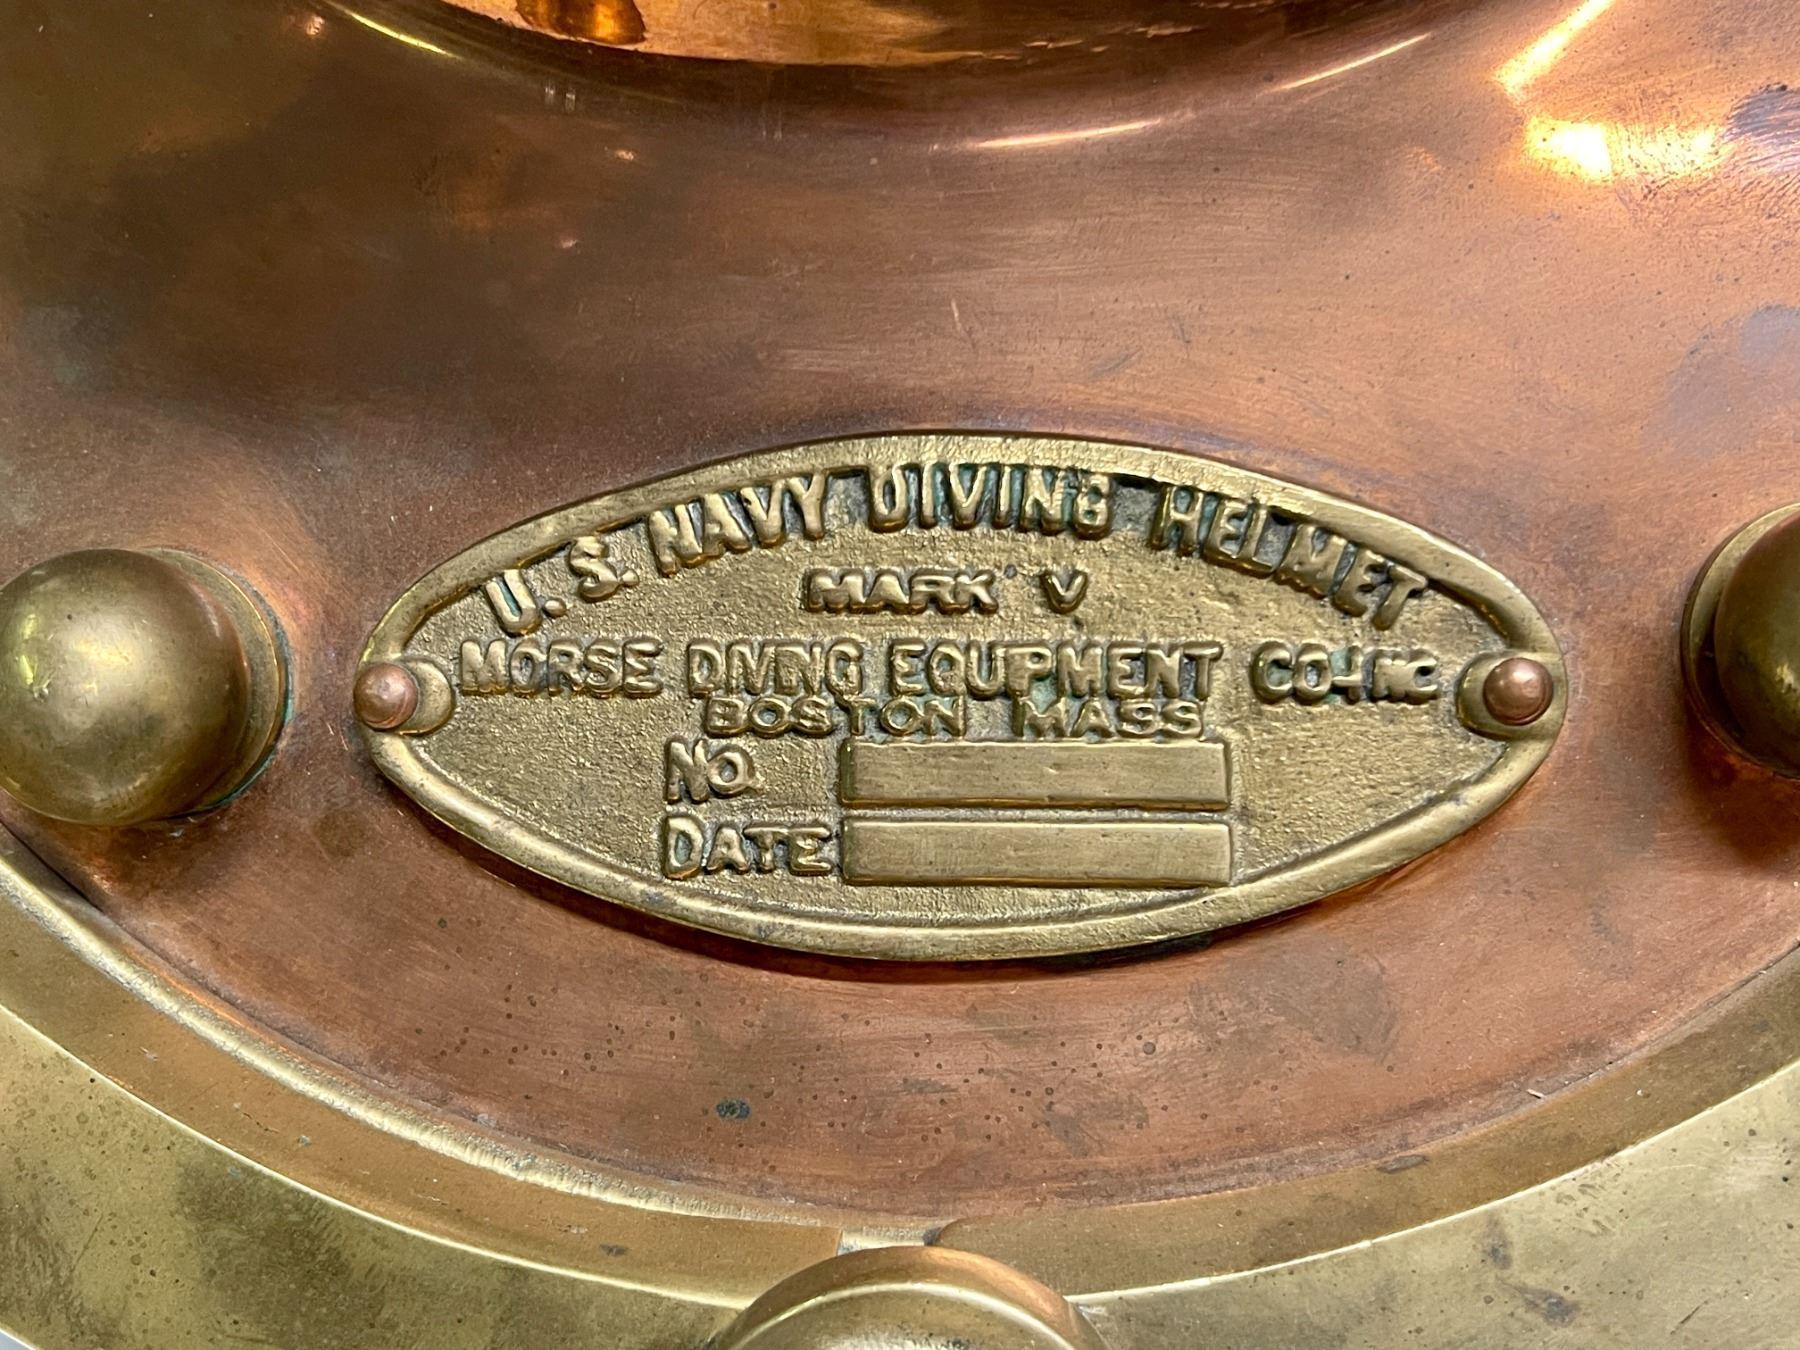 U.S. NAVY DIVING HELMET
MARK V
MORSE DIVING EQUIPMENT CO-INC.
BOSTON MASS
NO.
DATE